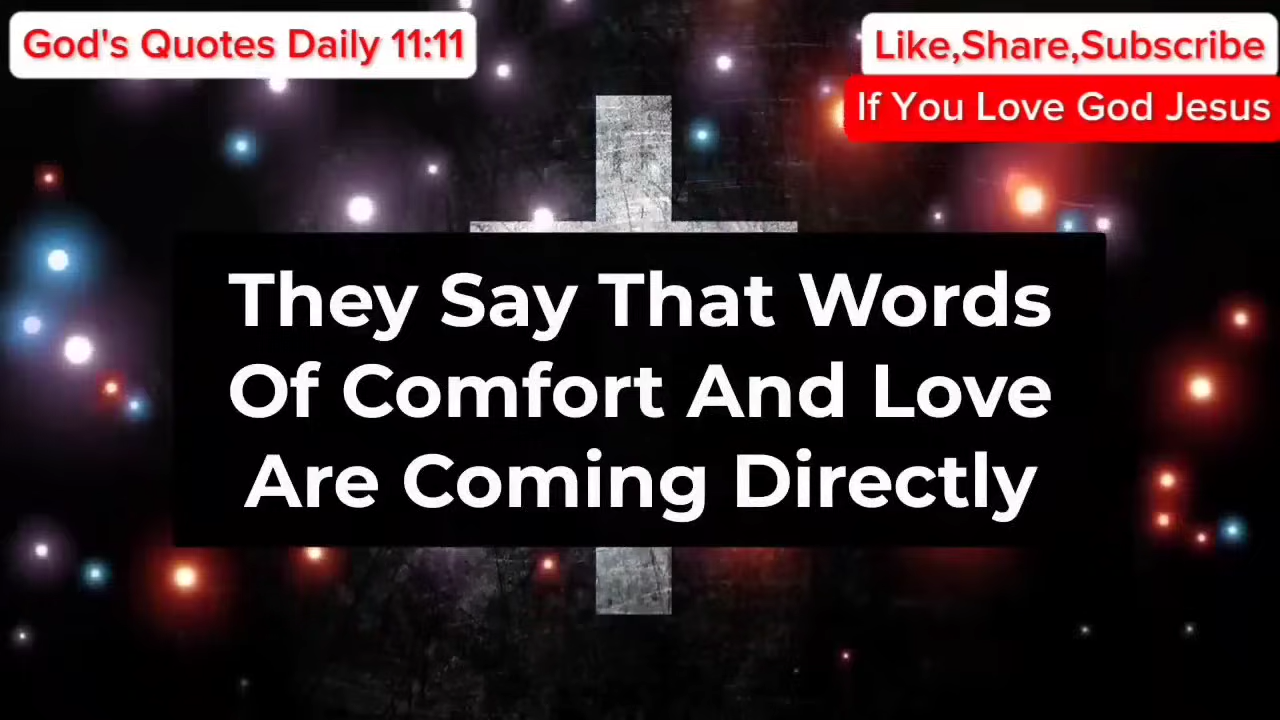 God's Quotes Daily 11:11
Like,Share,Subscribe
If You Love God Jesus
They Say That Words
Of Comfort And Love
Are Coming Directly